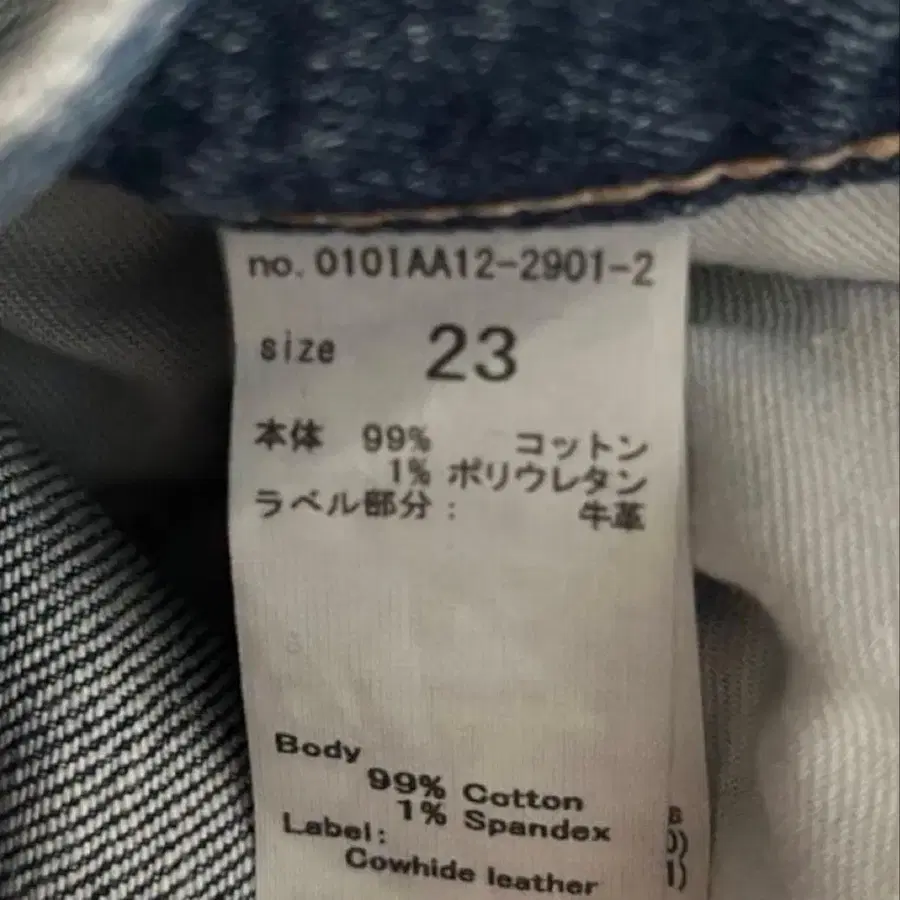 no. 010IAA12-2901-2
size 23
本体 99% コットン
1% ポリウレタン
ラベル部分: 牛革
Body
99% Cotton
1% Spandex
Label:
Cowhide leather